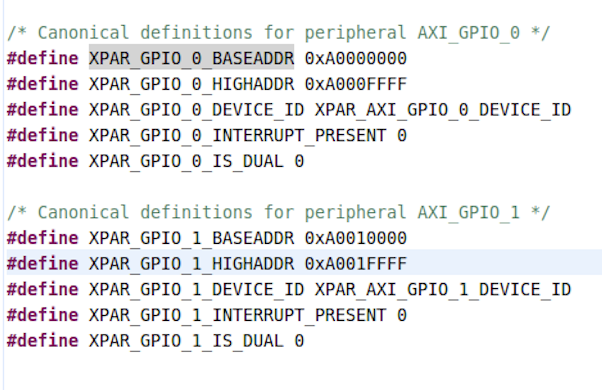 /* Canonical definitions for peripheral AXI_GPIO_0 */
#define XPAR_GPIO_0_BASEADDR 0xA0000000
#define XPAR_GPIO_0_HIGHADDR 0xA000FFFF
#define XPAR_GPIO_0_DEVICE_ID XPAR_AXI_GPIO_0_DEVICE_ID
#define XPAR_GPIO_0_INTERRUPT_PRESENT 0
#define XPAR_GPIO_0_IS_DUAL 0
/* Canonical definitions for peripheral AXI_GPIO_1 */
#define XPAR_GPIO_1_BASEADDR 0xA0010000
#define XPAR_GPIO_1_HIGHADDR 0xA001FFFF
#define XPAR_GPIO_1_DEVICE_ID XPAR_AXI_GPIO_1_DEVICE_ID
#define XPAR_GPIO_1_INTERRUPT_PRESENT 0
#define XPAR_GPIO_1_IS_DUAL 0